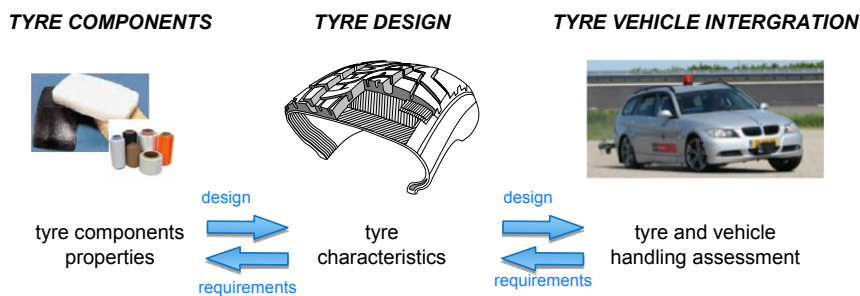 TYRE COMPONENTS
TYRE DESIGN
TYRE VEHICLE INTERGRATION
design
design
tyre components
properties
tyre
characteristics
tyre and vehicle
handling assessment
requirements
requirements